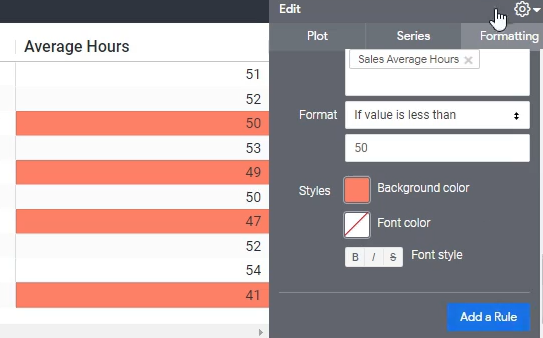 Edit
Plot Series Formatting
Average Hours
51
52
50
53
49
50
47
52
54
41
Sales Average Hours ×
Format If value is less than
50
Styles Background color
Font color
B I S Font style
Add a Rule